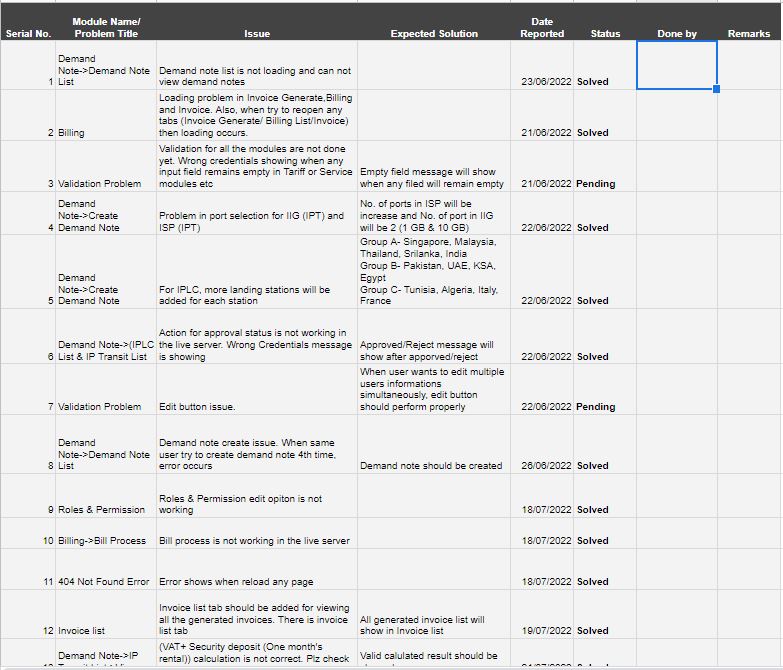 Serial No. Module Name/ Problem Title Issue Expected Solution Date Reported Status Done by Remarks
Demand
Note->Demand Note Demand note list is not loading and can not
1 List view demand notes 23/06/2022 Solved
Loading problem in Invoice Generate,Billing
and Invoice. Also, when try to reopen any
tabs (Invoice Generate/ Billing List/Invoice)
2 Billing then loading occurs. 21/06/2022 Solved
Validation for all the modules are not done
yet. Wrong credentials showing when any
input field remains empty in Tariff or Service Empty field message will show
3 Validation Problem modules etc when any filed will remain empty 21/06/2022 Pending
Demand No. of ports in ISP will be
Note->Create Problem in port selection for IIG (IPT) and increase and No. of port in IIG
4 Demand Note ISP (IPT) will be 2 (1 GB & 10 GB) 22/06/2022 Solved
Group A- Singapore, Malaysia,
Thailand, Srilanka, India
Group B- Pakistan, UAE, KSA,
Demand Egypt
Note->Create For IPLC, more landing stations will be Group C- Tunisia, Algeria, Italy,
5 Demand Note added for each station France 22/06/2022 Solved
Action for approval status is not working in
Demand Note->(IPLC the live server. Wrong Credentials message Approved/Reject message will
6 List & IP Transit List is showing show after apporved/reject 22/06/2022 Solved
When user wants to edit multiple
users informations
simultaneously, edit button
7 Validation Problem Edit button issue. should perform properly 22/06/2022 Pending
Demand Demand note create issue. When same
Note->Demand Note user try to create demand note 4th time,
8 List error occurs Demand note should be created 26/06/2022 Solved
Roles & Permission edit opiton is not
9 Roles & Permission working 18/07/2022 Solved
10 Billing->Bill Process Bill process is not working in the live server 18/07/2022 Solved
11 404 Not Found Error Error shows when reload any page 18/07/2022 Solved
Invoice list tab should be added for viewing
all the generated invoices. There is invoice All generated invoice list will
12 Invoice list list tab show in Invoice list 19/07/2022 Solved
(VAT+ Security deposit (One month's
Demand Note->IP rental)) calculation is not correct. Plz check Valid calulated result should be